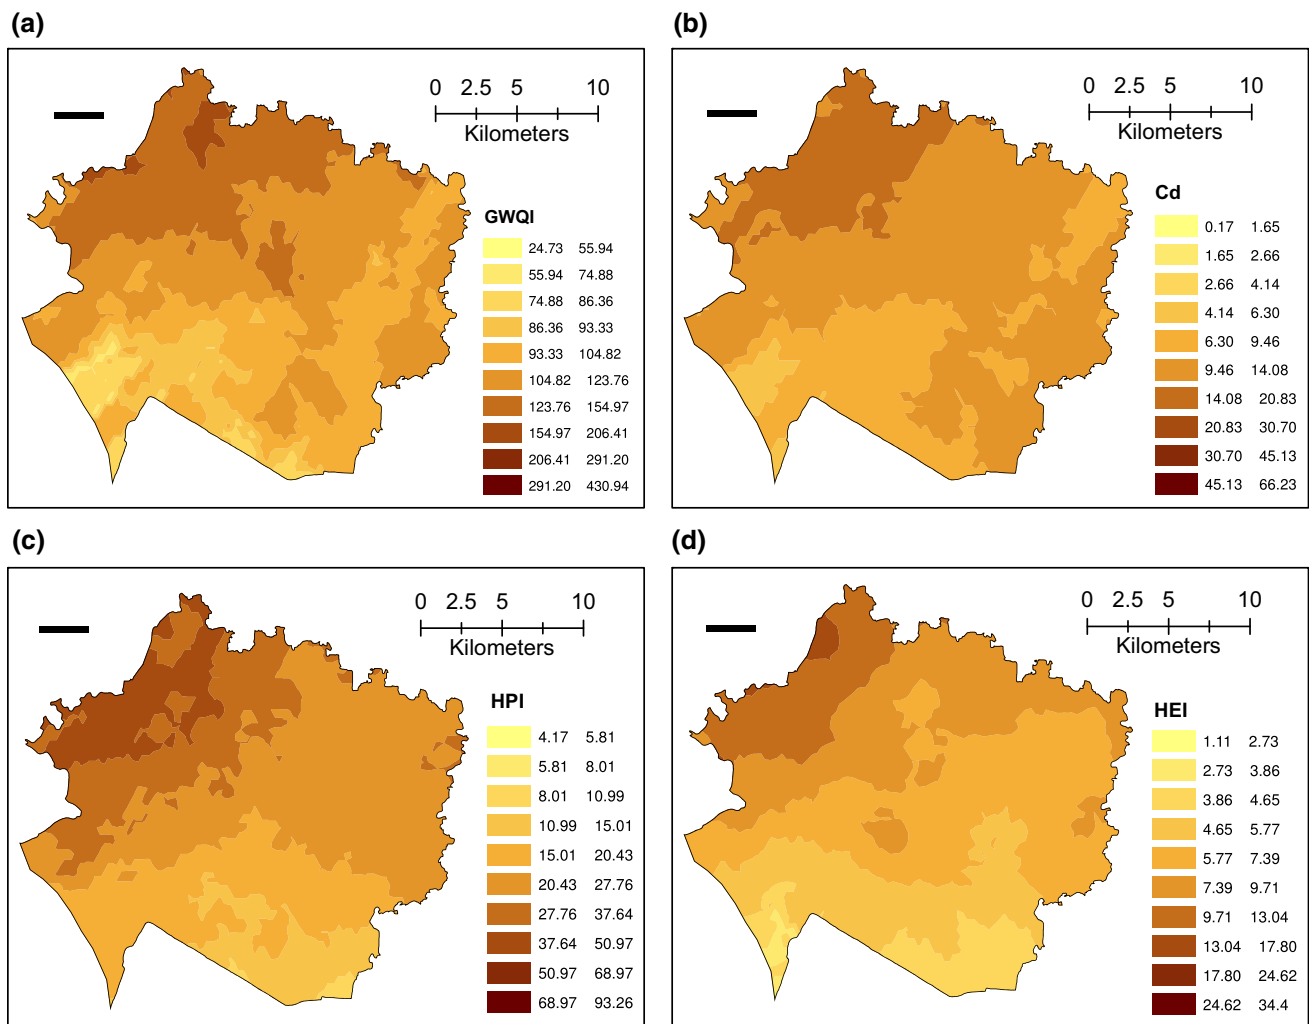 (a)
0 2.5 5 10
Kilometers
GWQI
24.73 55.94
55.94 74.88
74.88 86.36
86.36 93.33
93.33 104.82
104.82 123.76
123.76 154.97
154.97 206.41
206.41 291.20
291.20 430.94
(b)
0 2.5 5 10
Kilometers
Cd
0.17 1.65
1.65 2.66
2.66 4.14
4.14 6.30
6.30 9.46
9.46 14.08
14.08 20.83
20.83 30.70
30.70 45.13
45.13 66.23
(c)
0 2.5 5 10
Kilometers
HPI
4.17 5.81
5.81 8.01
8.01 10.99
10.99 15.01
15.01 20.43
20.43 27.76
27.76 37.64
37.64 50.97
50.97 68.97
68.97 93.26
(d)
0 2.5 5 10
Kilometers
HEI
1.11 2.73
2.73 3.86
3.86 4.65
4.65 5.77
5.77 7.39
7.39 9.71
9.71 13.04
13.04 17.80
17.80 24.62
24.62 34.4